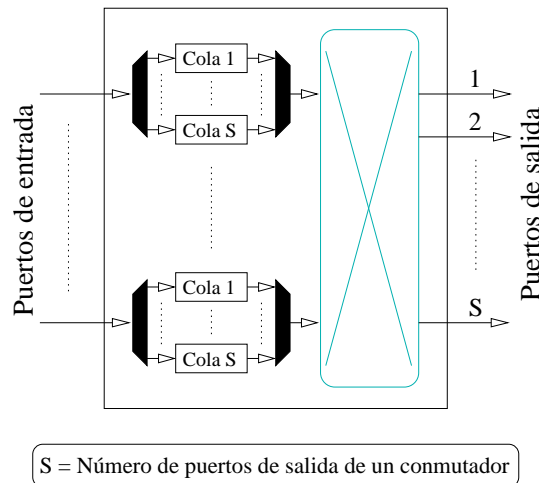 Puertos de entrada
Cola 1
Cola S
Cola 1
Cola S
1
2
S
Puertos de salida
S = Número de puertos de salida de un conmutador